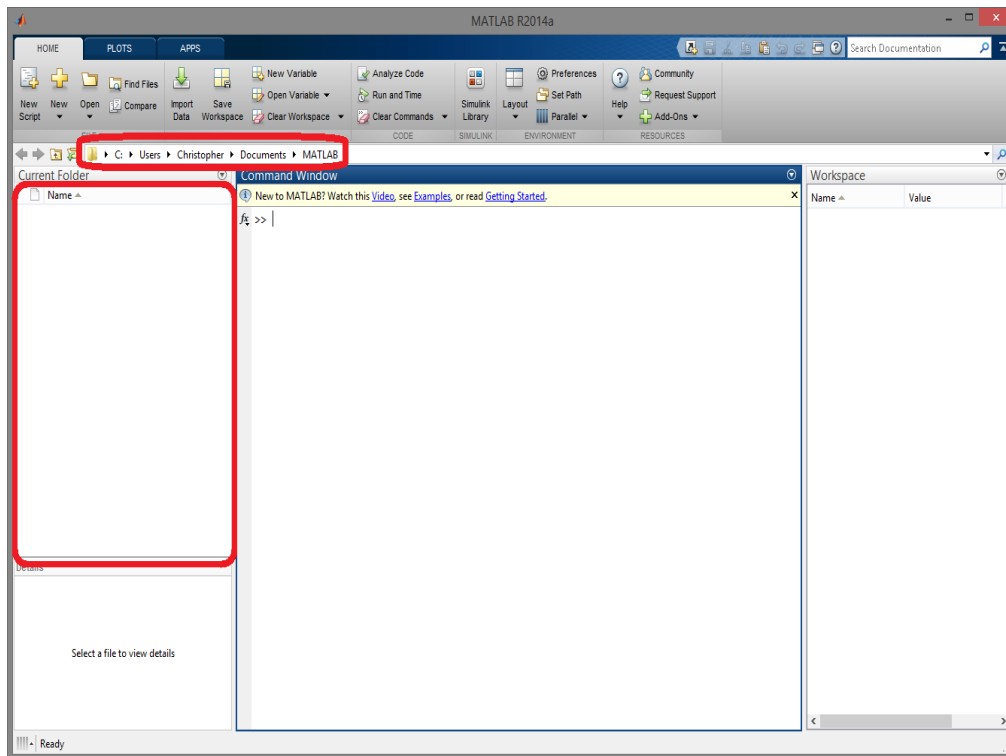 MATLAB R2014a
HOME PLOTS APPS
Search Documentation
New Script
New
Open
Find Files
Compare
Import Data
Save Workspace
New Variable
Open Variable
Clear Workspace
Analyze Code
Run and Time
Clear Commands
Simulink Library
Layout
Preferences
Set Path
Parallel
Help
Community
Request Support
Add-Ons
CODE SIMULINK ENVIRONMENT RESOURCES
C: Users Christopher Documents MATLAB
Current Folder
Name
Command Window
New to MATLAB? Watch this Video, see Examples, or read Getting Started.
fx >>
Workspace
Name Value
Details
Select a file to view details
Ready